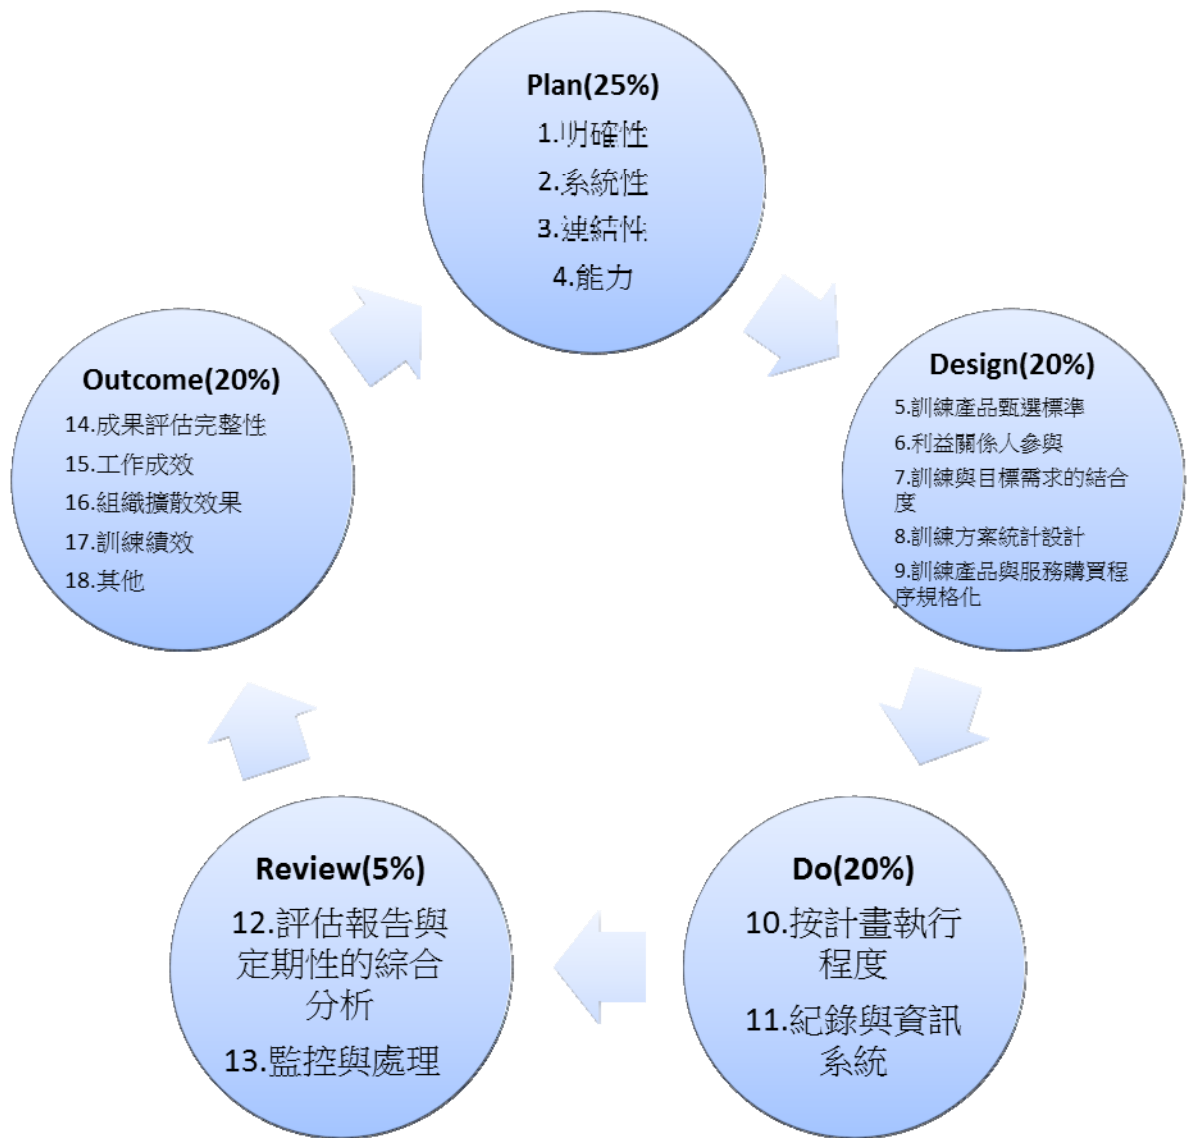 Plan(25%)
1.明確性
2.系統性
3.連結性
4.能力
Design(20%)
5.訓練產品甄選標準
6.利益關係人參與
7.訓練與目標需求的結合
度
8.訓練方案統計設計
9.訓練產品與服務購買程
序規格化
Do(20%)
10.按計畫執行
程度
11.紀錄與資訊
系統
Review(5%)
12.評估報告與
定期性的綜合
分析
13.監控與處理
Outcome(20%)
14.成果評估完整性
15.工作成效
16.組織擴散效果
17.訓練績效
18.其他